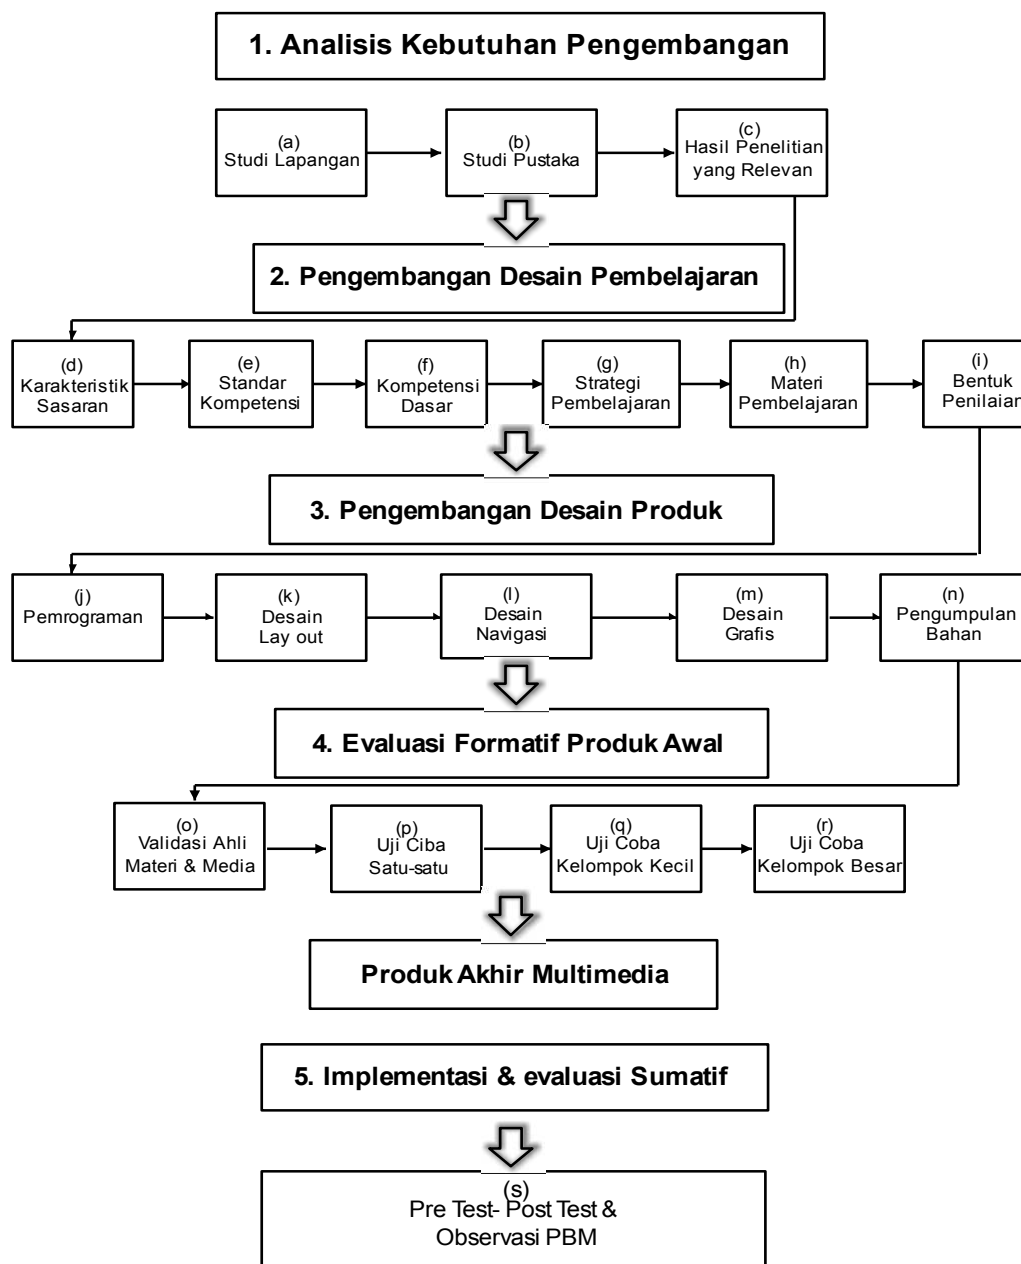 1. Analisis Kebutuhan Pengembangan
(a)
Studi Lapangan
(b)
Studi Pustaka
(c)
Hasil Penelitian
yang Relevan
2. Pengembangan Desain Pembelajaran
(d)
Karakteristik
Sasaran
(e)
Standar
Kompetensi
(f)
Kompetensi
Dasar
(g)
Strategi
Pembelajaran
(h)
Materi
Pembelajaran
(i)
Bentuk
Penilaian
3. Pengembangan Desain Produk
(j)
Pemrograman
(k)
Desain
Lay out
(l)
Desain
Navigasi
(m)
Desain
Grafis
(n)
Pengumpulan
Bahan
4. Evaluasi Formatif Produk Awal
(o)
Validasi Ahli
Materi & Media
(p)
Uji Ciba
Satu-satu
(q)
Uji Coba
Kelompok Kecil
(r)
Uji Coba
Kelompok Besar
Produk Akhir Multimedia
5. Implementasi & evaluasi Sumatif
(s)
Pre Test- Post Test &
Observasi PBM